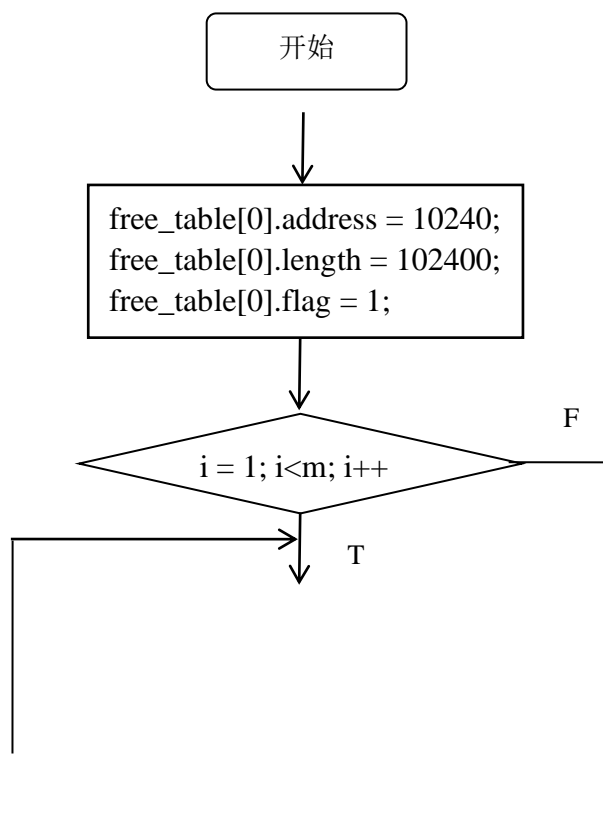 开始
free_table[0].address = 10240;
free_table[0].length = 102400;
free_table[0].flag = 1;
F
i = 1; i<m; i++
T